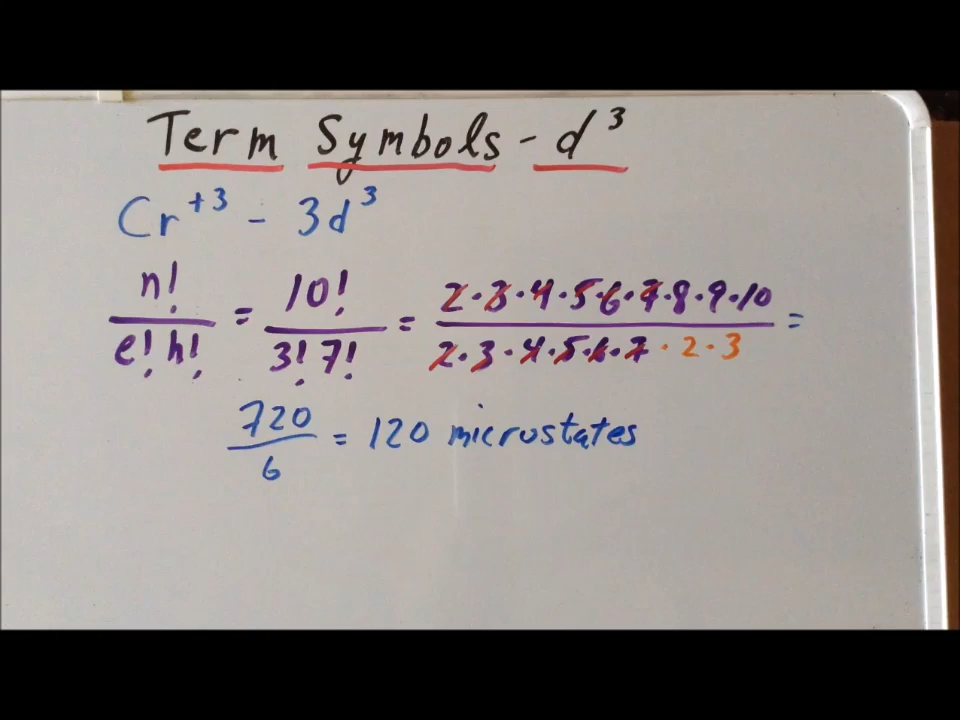 Term Symbols - d³
Cr⁺³ - 3d³
n!/e!h! = 10!/3!7! = 2·3·4·5·6·7·8·9·10/2·3·4·5·6·7·2·3 =
720/6 = 120 microstates